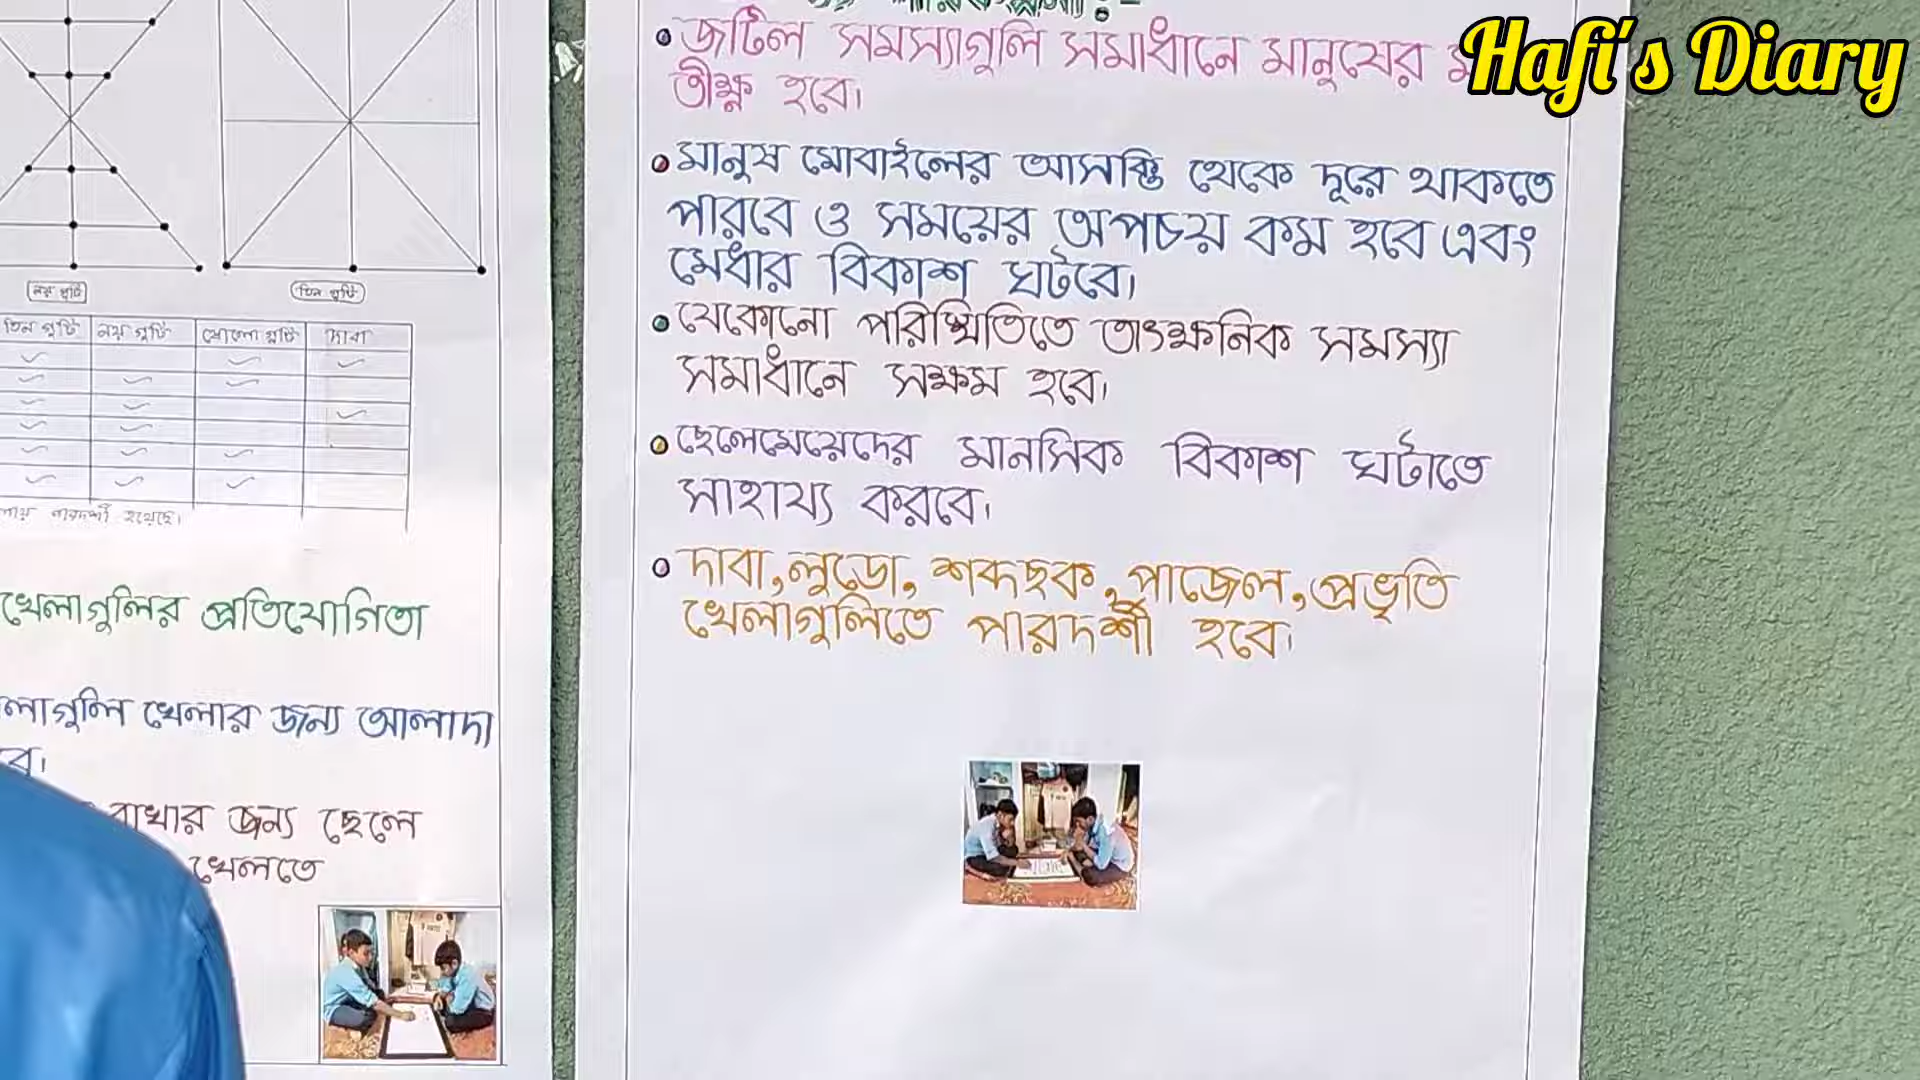 Hafi's Diary
নয় ঘুটি
তিন ঘুটি
তিন ঘুটি নয় ঘুটি ষোলো ঘুটি দাবা
পারদর্শী হয়েছে।
খেলাগুলির প্রতিযোগিতা
খেলার জন্য আলাদা
রাখার জন্য ছেলে
খেলতে
জটিল সমস্যাগুলি সমাধানে মানুষের
তীক্ষ্ণ হবে।
মানুষ মোবাইলের আসক্তি থেকে দূরে থাকতে
পারবে ও সময়ের অপচয় কম হবে এবং
মেধার বিকাশ ঘটবে।
যেকোনো পরিস্থিতিতে তাৎক্ষনিক সমস্যা
সমাধানে সক্ষম হবে।
ছেলেমেয়েদের মানসিক বিকাশ ঘটাতে
সাহায্য করবে।
দাবা, লুডো, শব্দছক, পাজেল, প্রভৃতি
খেলাগুলিতে পারদর্শী হবে।